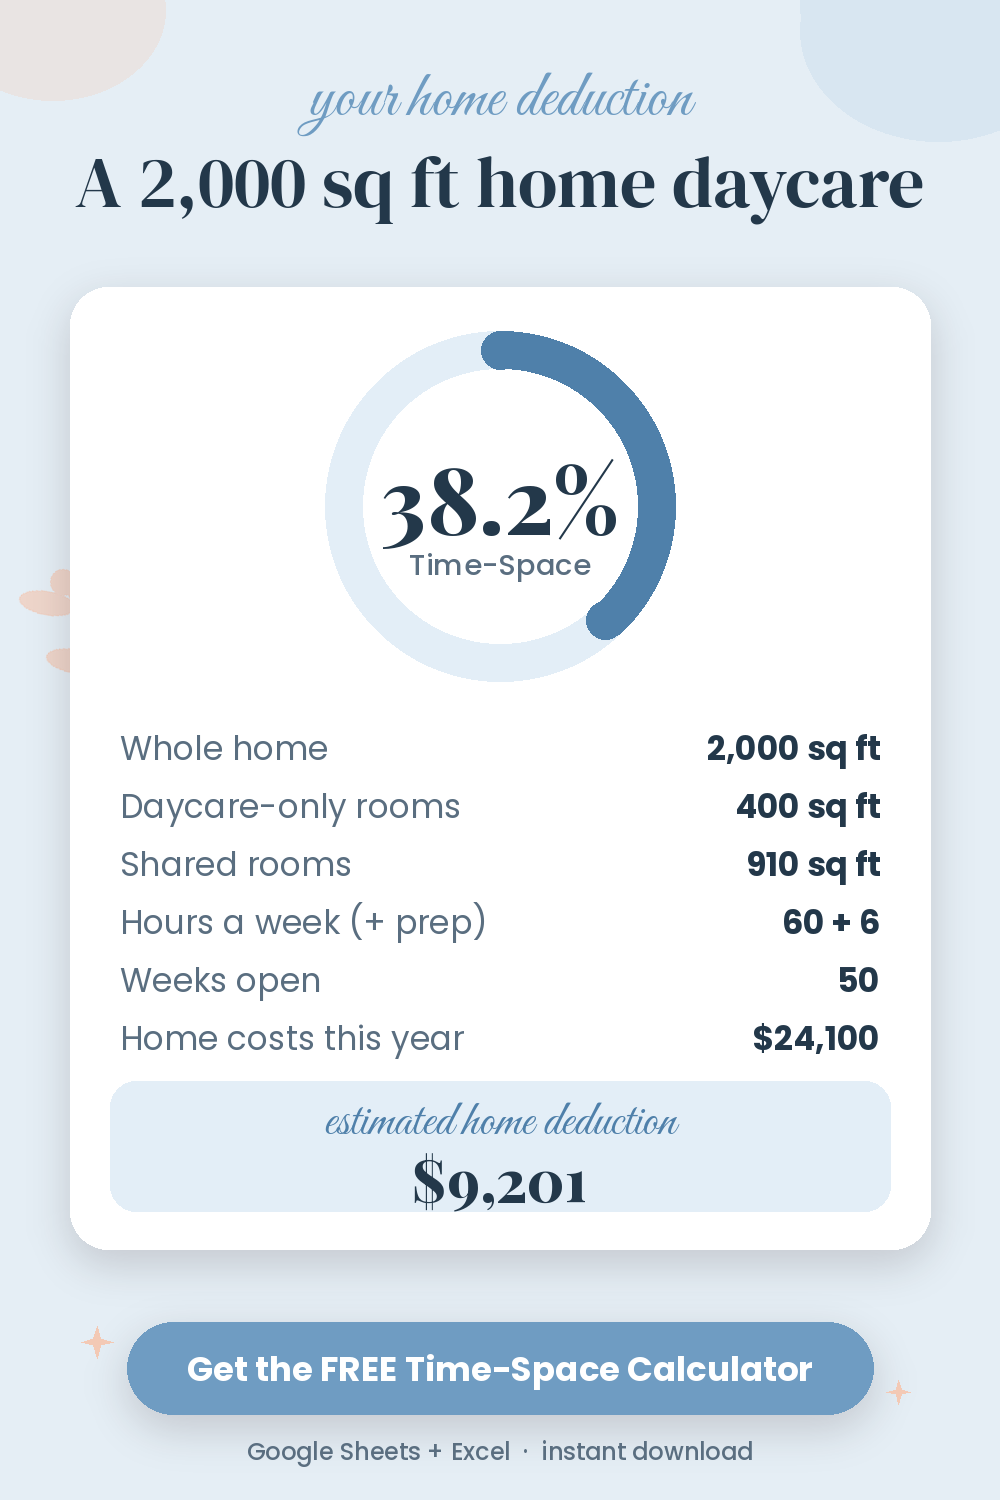 your home deduction
A 2,000 sq ft home daycare
38.2%
Time-Space
Whole home 2,000 sq ft
Daycare-only rooms 400 sq ft
Shared rooms 910 sq ft
Hours a week (+ prep) 60 + 6
Weeks open 50
Home costs this year $24,100
estimated home deduction
$9,201
Get the FREE Time-Space Calculator
Google Sheets + Excel · instant download